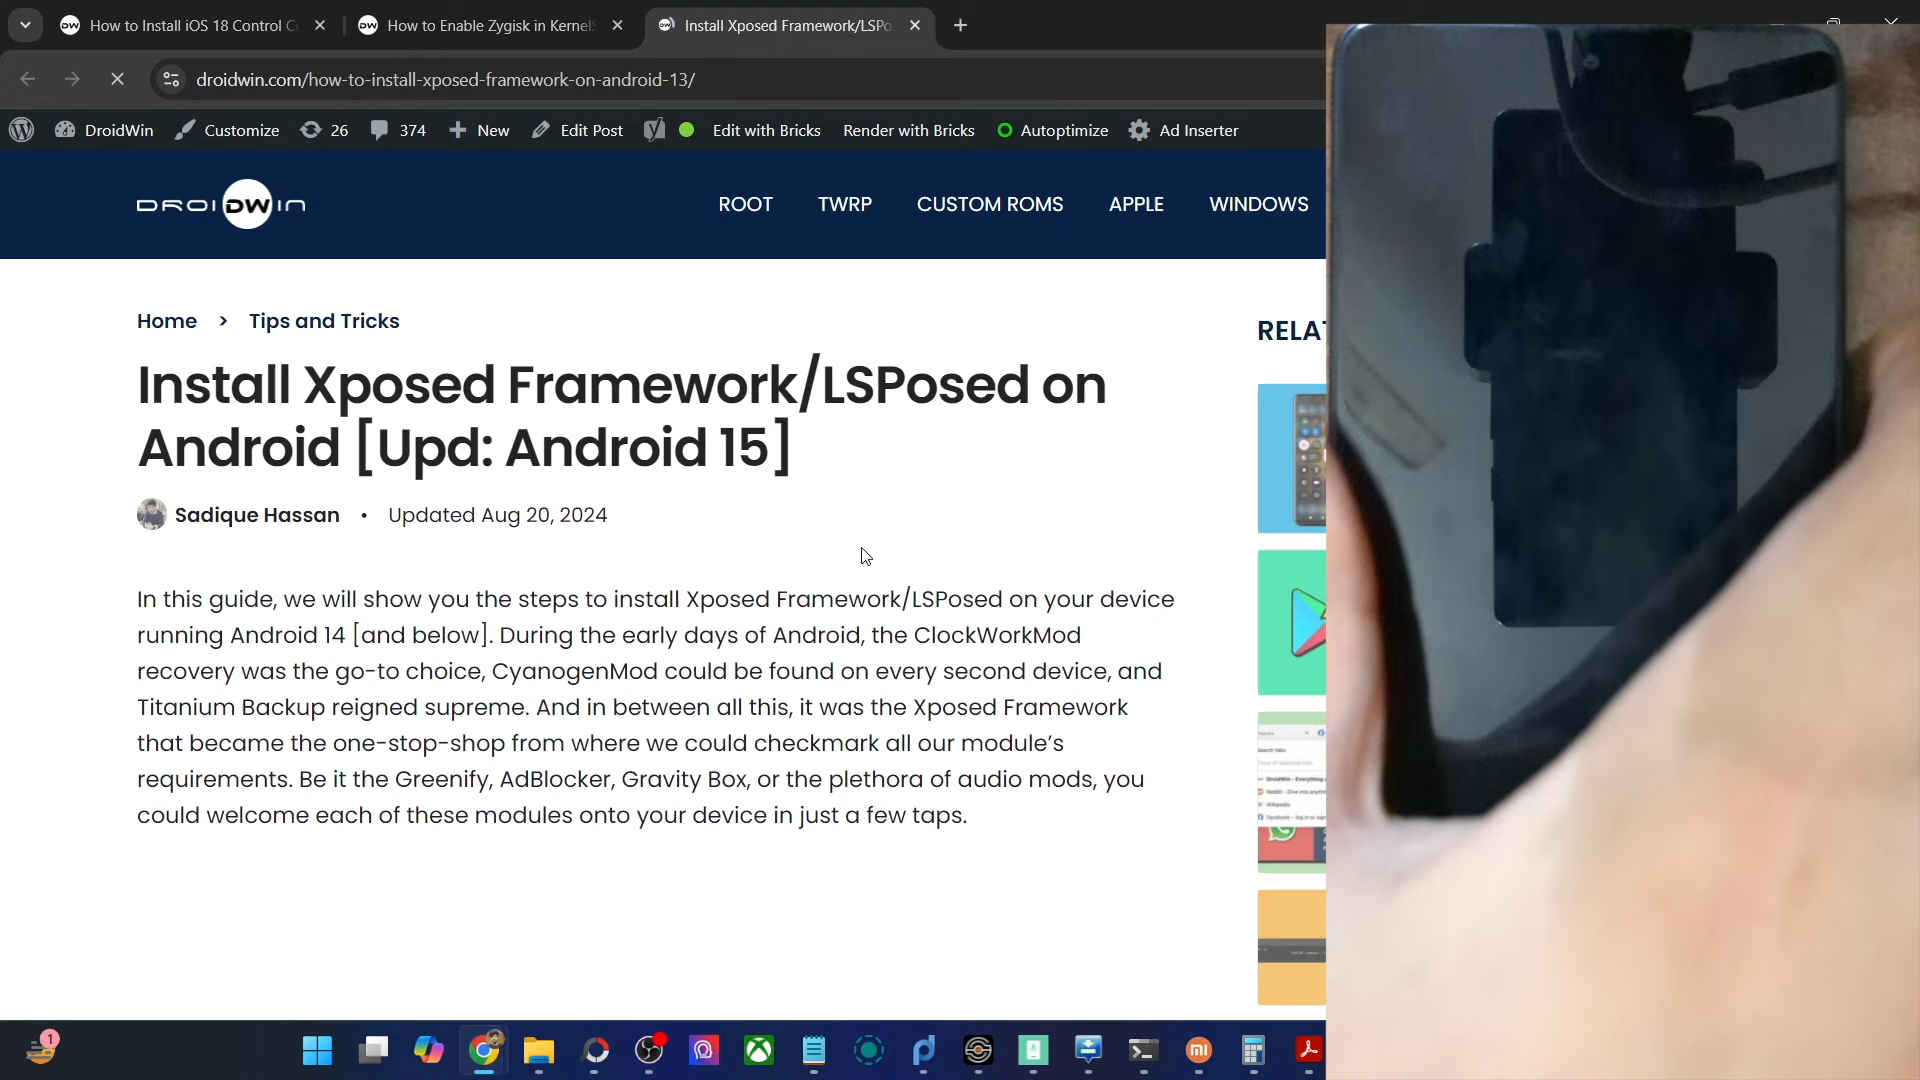 How to Install iOS 18 Control C
How to Enable Zygisk in Kernel
Install Xposed Framework/LSPo
droidwin.com/how-to-install-xposed-framework-on-android-13/
DroidWin
Customize
26
374
New
Edit Post
Edit with Bricks
Render with Bricks
Autoptimize
Ad Inserter
DROIDWIN
ROOT
TWRP
CUSTOM ROMS
APPLE
WINDOWS
Home > Tips and Tricks
RELAT
Install Xposed Framework/LSPosed on
Android [Upd: Android 15]
Sadique Hassan • Updated Aug 20, 2024
In this guide, we will show you the steps to install Xposed Framework/LSPosed on your device
running Android 14 [and below]. During the early days of Android, the ClockWorkMod
recovery was the go-to choice, CyanogenMod could be found on every second device, and
Titanium Backup reigned supreme. And in between all this, it was the Xposed Framework
that became the one-stop-shop from where we could checkmark all our module's
requirements. Be it the Greenify, AdBlocker, Gravity Box, or the plethora of audio mods, you
could welcome each of these modules onto your device in just a few taps.
1